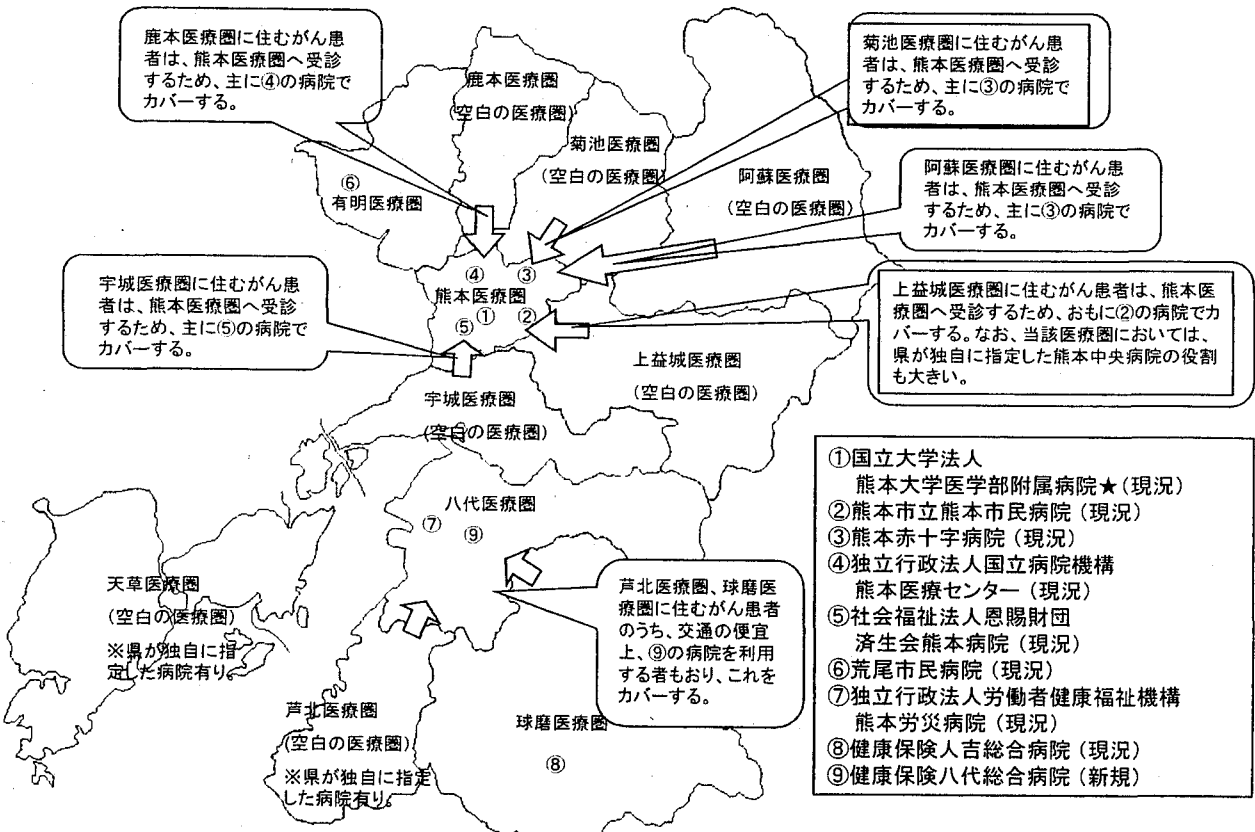 鹿本医療圏に住むがん患
者は、熊本医療圏へ受診
するため、主に④の病院で
カバーする。
菊池医療圏に住むがん患
者は、熊本医療圏へ受診
するため、主に③の病院で
カバーする。
鹿本医療圏
(空白の医療圏)
菊池医療圏
(空白の医療圏)
阿蘇医療圏
(空白の医療圏)
阿蘇医療圏に住むがん患
者は、熊本医療圏へ受診
するため、主に③の病院で
カバーする。
⑥
有明医療圏
宇城医療圏に住むがん患
者は、熊本医療圏へ受診
するため、主に⑤の病院で
カバーする。
④
③
熊本医療圏
①
②
⑤
上益城医療圏に住むがん患者は、熊本医
療圏へ受診するため、おもに②の病院でカ
バーする。なお、当該医療圏においては、
県が独自に指定した熊本中央病院の役割
も大きい。
上益城医療圏
(空白の医療圏)
宇城医療圏
(空白の医療圏)
八代医療圏
⑦
⑨
天草医療圏
(空白の医療圏)
※県が独自に指
定した病院有り。
芦北医療圏、球磨医
療圏に住むがん患者
のうち、交通の便宜
上、⑨の病院を利用
する者もおり、これを
カバーする。
芦北医療圏
(空白の医療圏)
※県が独自に指定
した病院有り。
球磨医療圏
⑧
①国立大学法人
熊本大学医学部附属病院★(現況)
②熊本市立熊本市民病院(現況)
③熊本赤十字病院(現況)
④独立行政法人国立病院機構
熊本医療センター(現況)
⑤社会福祉法人恩賜財団
済生会熊本病院(現況)
⑥荒尾市民病院(現況)
⑦独立行政法人労働者健康福祉機構
熊本労災病院(現況)
⑧健康保険人吉総合病院(現況)
⑨健康保険八代総合病院(新規)